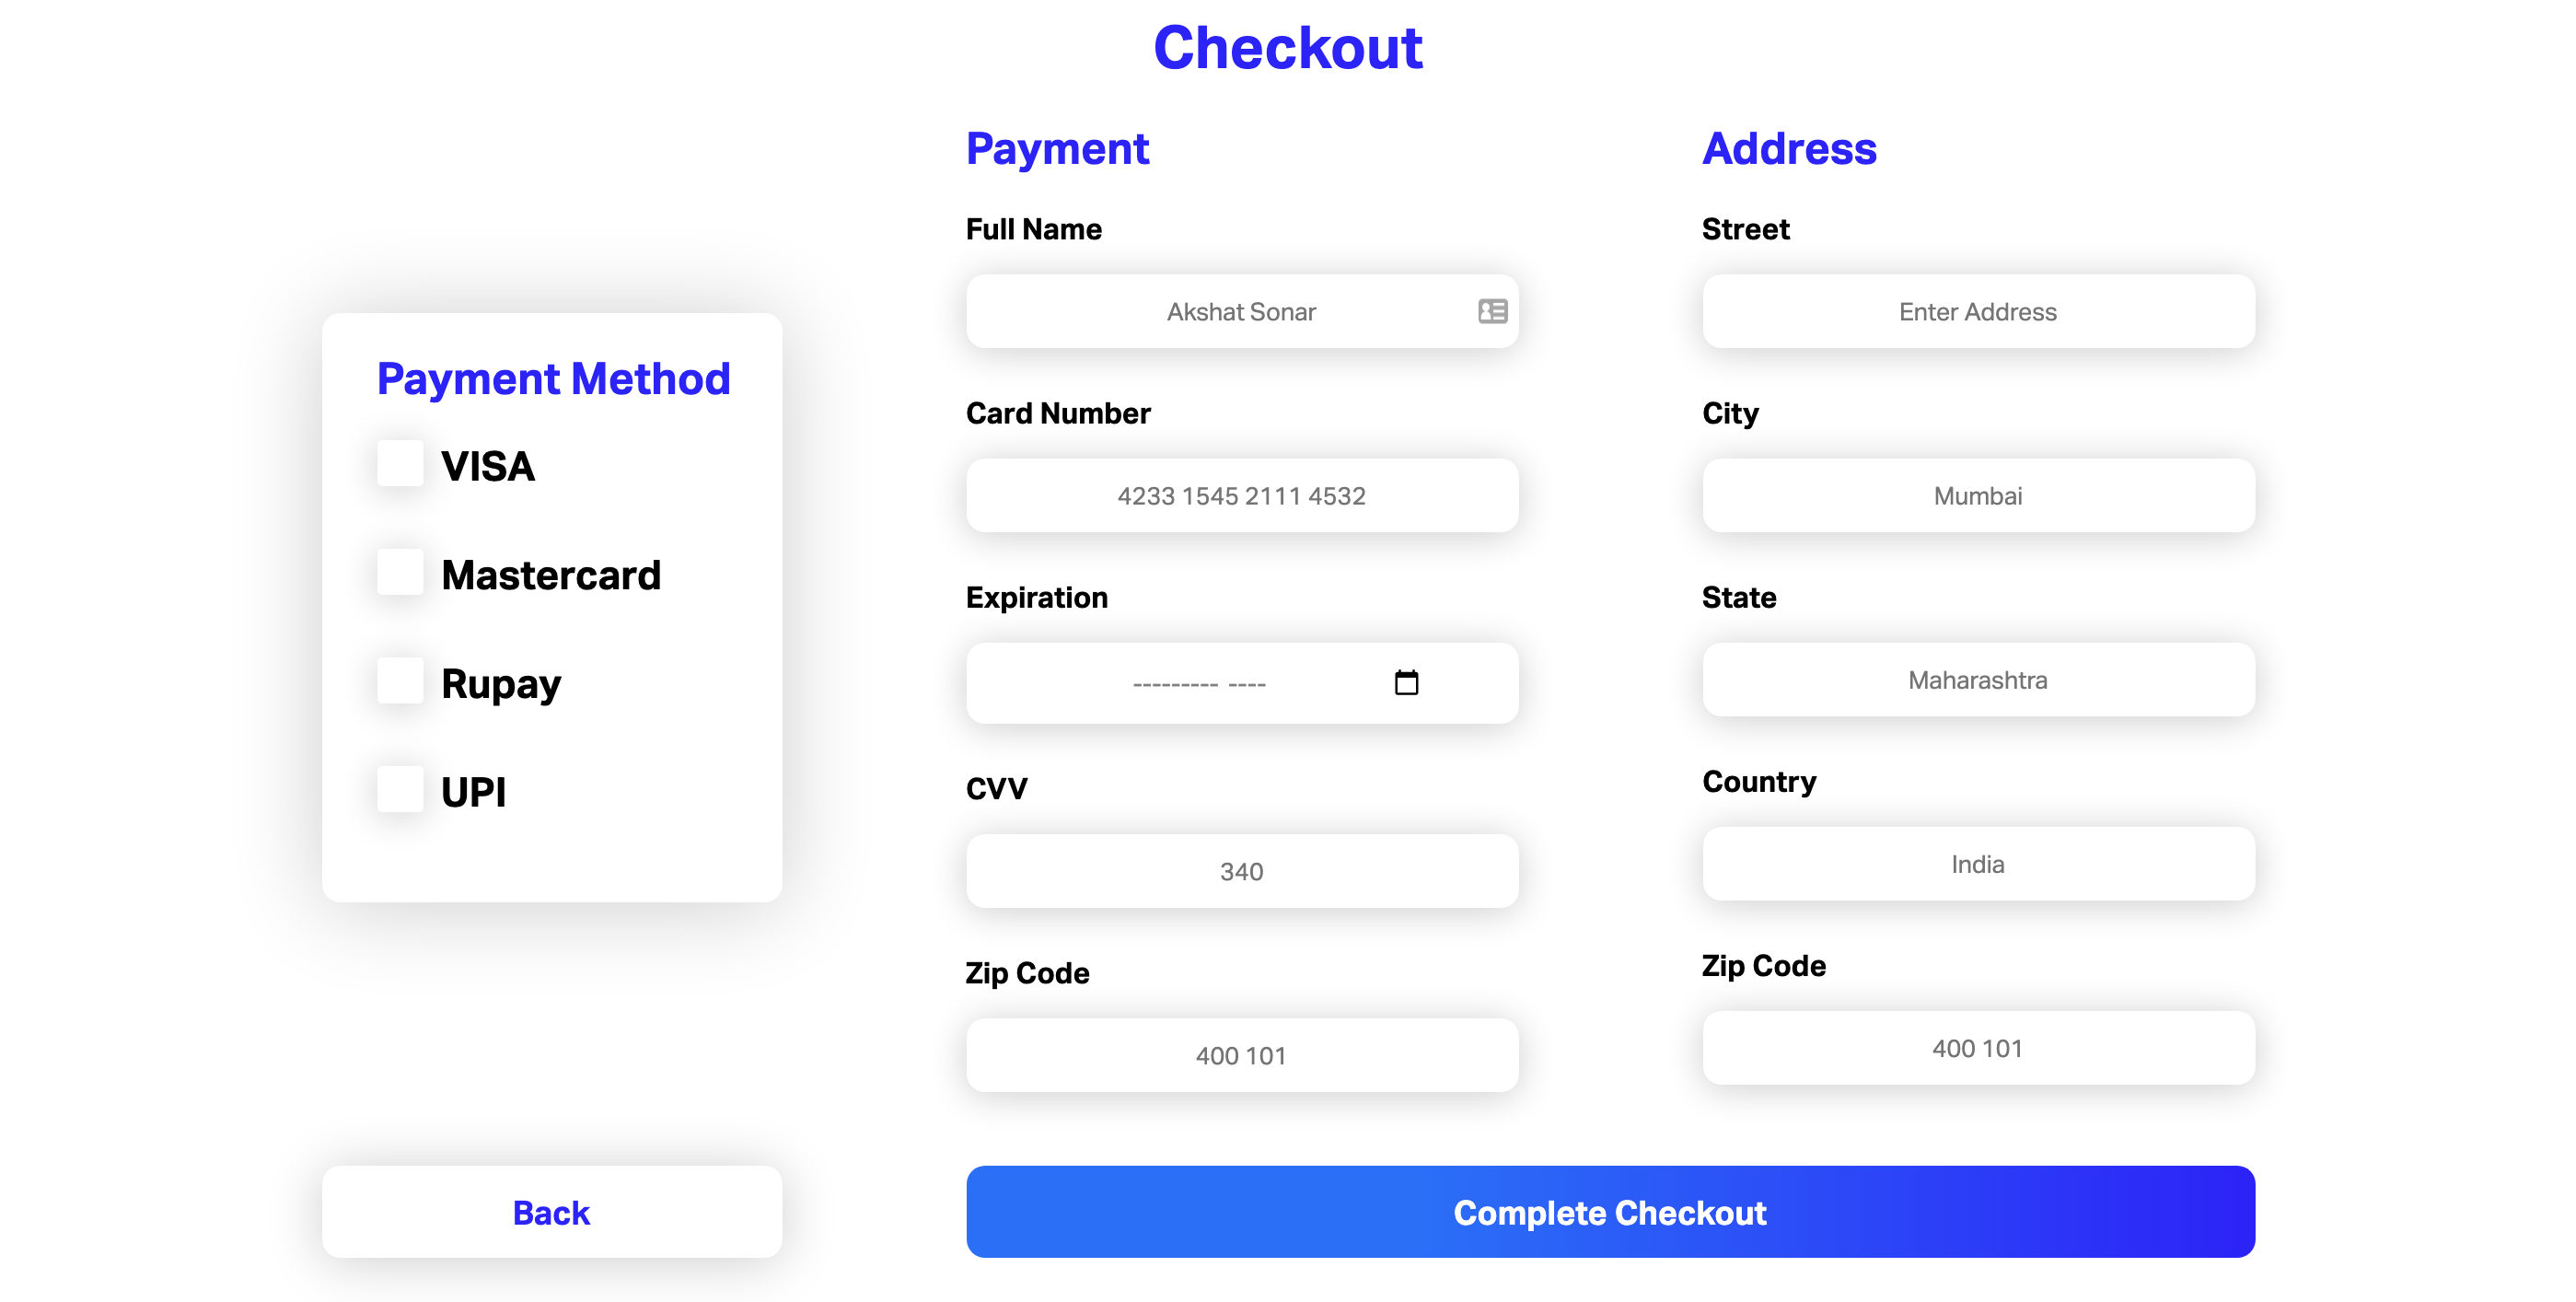 Checkout
Payment Method
VISA
Mastercard
Rupay
UPI
Back
Payment
Full Name
Akshat Sonar
Card Number
4233 1545 2111 4532
Expiration
--------- ----
CVV
340
Zip Code
400 101
Address
Street
Enter Address
City
Mumbai
State
Maharashtra
Country
India
Zip Code
400 101
Complete Checkout